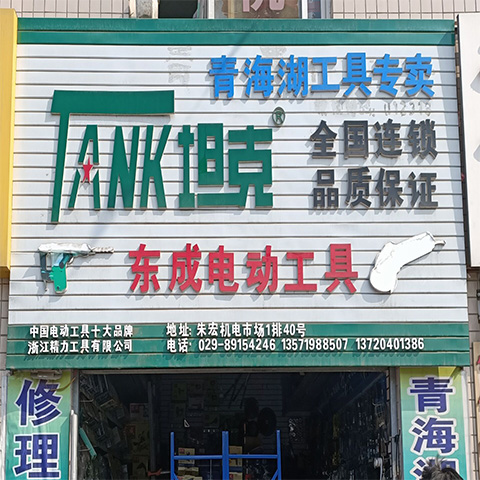 青海湖工具专卖
TANK坦克®
全国连锁
品质保证
东成电动工具
中国电动工具十大品牌
浙江精力工具有限公司
地址: 朱宏机电市场1排40号
电话: 029-89154246 13571988507 13720401386
修理
青海湖